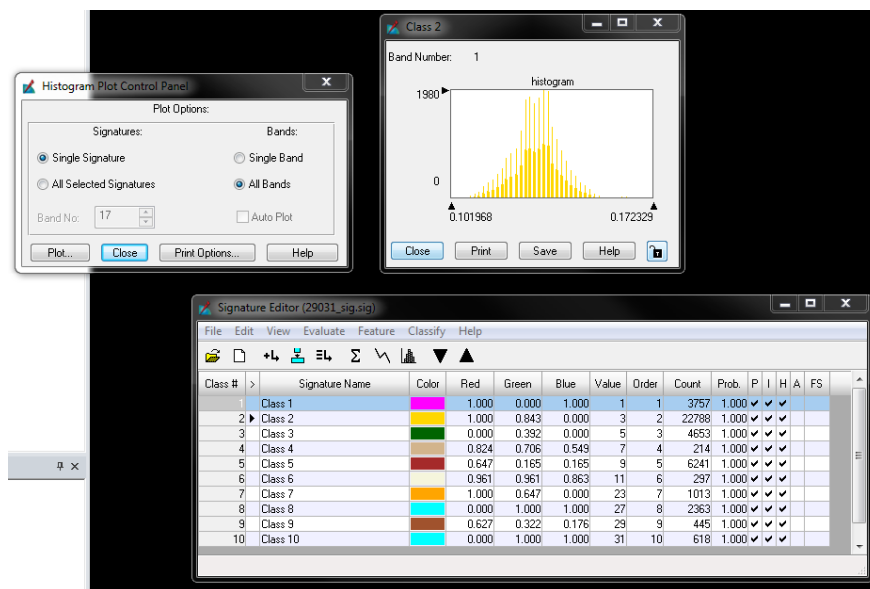 Class 2
Band Number: 1
histogram
1980
0
0.101968 0.172329
Close Print Save Help
Histogram Plot Control Panel
Plot Options:
Signatures: Bands:
Single Signature Single Band
All Selected Signatures All Bands
Band No: 17 Auto Plot
Plot... Close Print Options... Help
Signature Editor (29031_sig.sig)
File Edit View Evaluate Feature Classify Help
Class # > Signature Name Color Red Green Blue Value Order Count Prob. P I H A FS
1 Class 1 1.000 0.000 1.000 1 1 3757 1.000
2 Class 2 1.000 0.843 0.000 3 2 22788 1.000
3 Class 3 0.000 0.392 0.000 5 3 4653 1.000
4 Class 4 0.824 0.706 0.549 7 4 214 1.000
5 Class 5 0.647 0.165 0.165 9 5 6241 1.000
6 Class 6 0.961 0.961 0.863 11 6 297 1.000
7 Class 7 1.000 0.647 0.000 23 7 1013 1.000
8 Class 8 0.000 1.000 1.000 27 8 2363 1.000
9 Class 9 0.627 0.322 0.176 29 9 445 1.000
10 Class 10 0.000 1.000 1.000 31 10 618 1.000